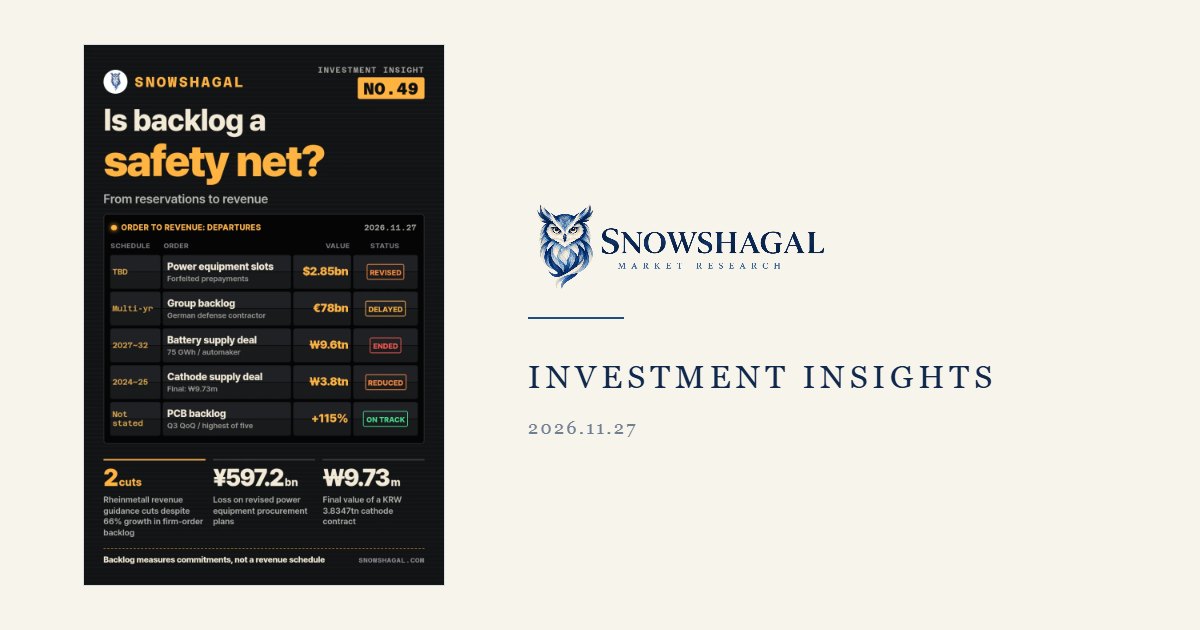 SNOWSHAGAL
INVESTMENT INSIGHT
NO.49
Is backlog a
safety net?
From reservations to revenue
ORDER TO REVENUE: DEPARTURES
2026.11.27
SCHEDULE ORDER VALUE STATUS
TBD
Power equipment slots
Forfeited prepayments
$2.85bn
REVISED
Multi-yr
Group backlog
German defense contractor
€78bn
DELAYED
2027–32
Battery supply deal
75 GWh / automaker
₩9.6tn
ENDED
2024–25
Cathode supply deal
Final: ₩9.73m
₩3.8tn
REDUCED
Not
stated
PCB backlog
Q3 QoQ / highest of five
+115%
ON TRACK
2cuts
Rheinmetall revenue
guidance cuts despite
66% growth in firm-order
backlog
¥597.2bn
Loss on revised power
equipment procurement
plans
₩9.73m
Final value of a KRW
3.8347tn cathode
contract
Backlog measures commitments, not a revenue schedule
SNOWSHAGAL.COM
SNOWSHAGAL
MARKET RESEARCH
INVESTMENT INSIGHTS
2026.11.27